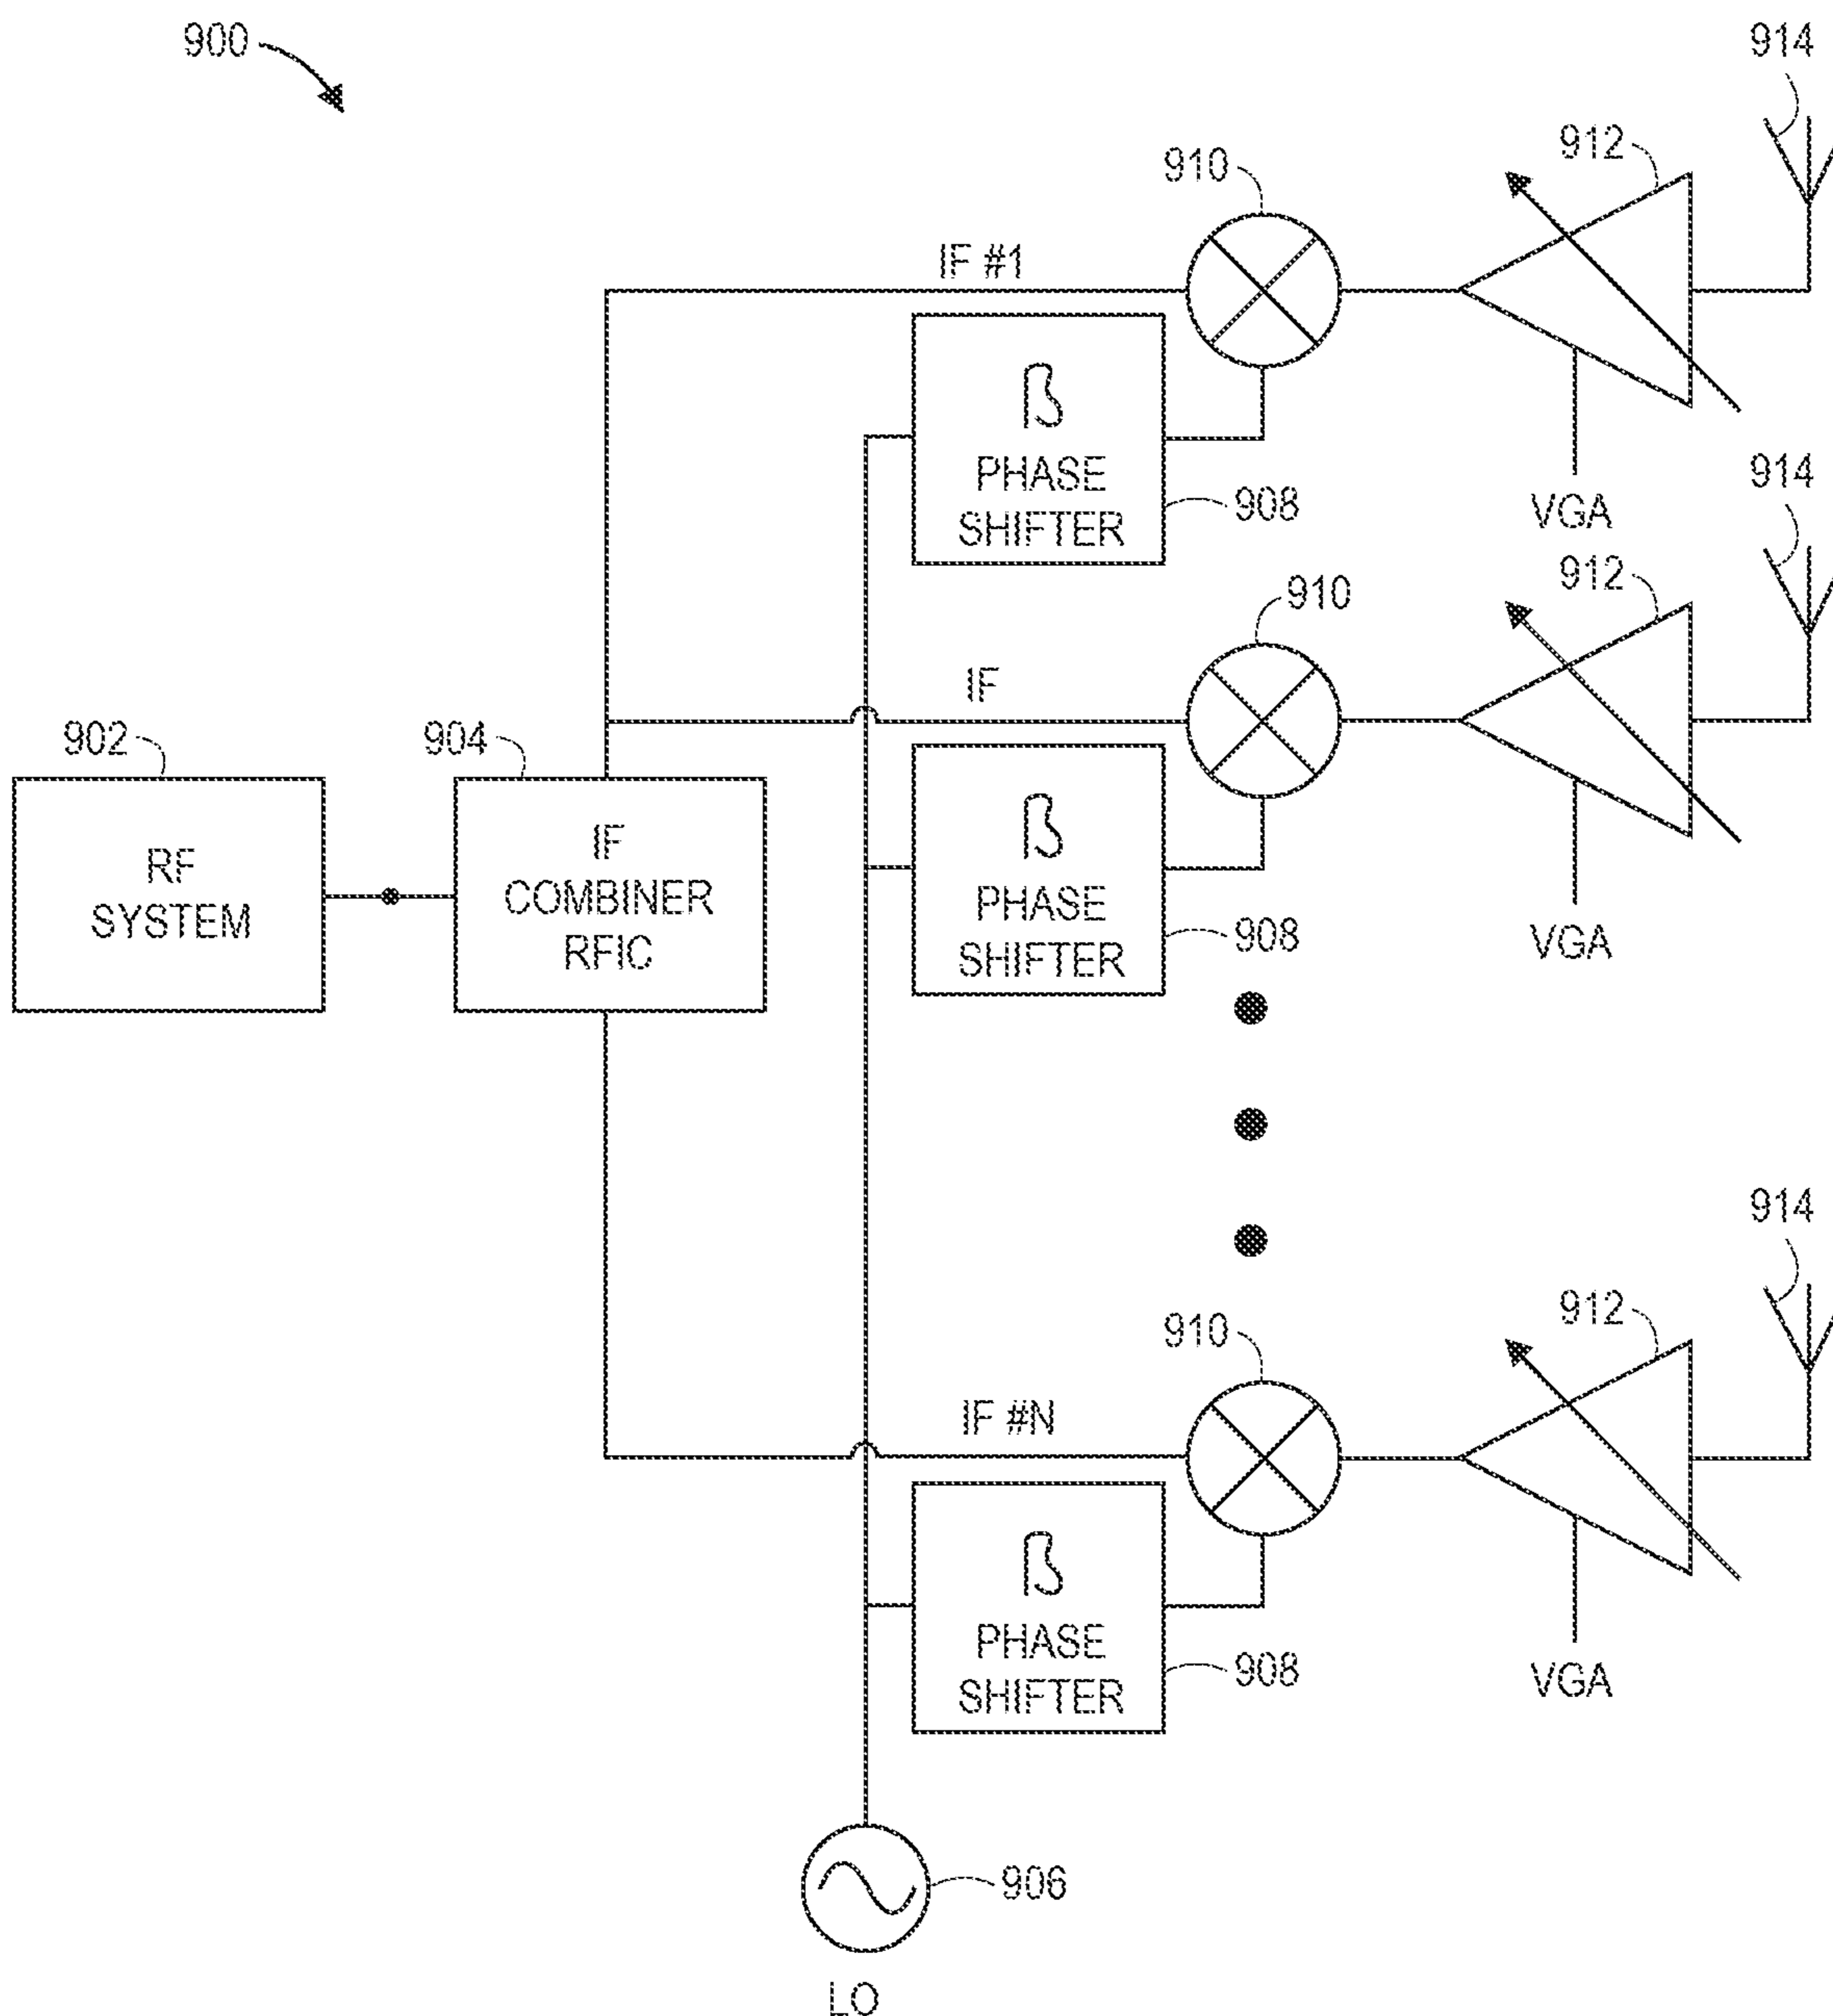 900
914
912
910
IF #1
β
PHASE
SHIFTER
908
VGA
914
912
910
IF
902
904
RF
SYSTEM
IF
COMBINER
RFIC
β
PHASE
SHIFTER
908
VGA
914
912
910
IF #N
β
PHASE
SHIFTER
908
VGA
906
LO